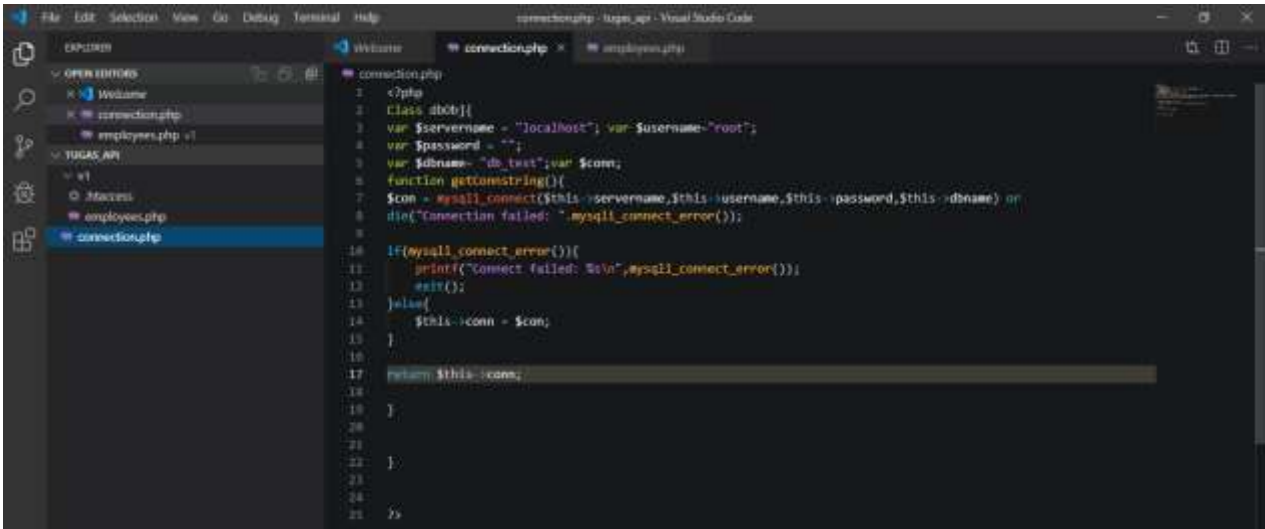 File Edit Selection View Go Debug Terminal Help connection.php - tugas_api - Visual Studio Code
EXPLORER
OPEN EDITORS
Welcome
connection.php
employees.php v1
TUGAS_API
v1
.htaccess
employees.php
connection.php
Welcome connection.php employees.php
connection.php
1 <?php
2 Class dbObj{
3 var $servername = "localhost"; var $username="root";
4 var $password = "";
5 var $dbname= "db_test";var $conn;
6 function getConnstring(){
7 $con = mysqli_connect($this->servername,$this->username,$this->password,$this->dbname) or
8 die("Connection failed: ".mysqli_connect_error());
9
10 if(mysqli_connect_error()){
11 printf("Connect failed: %s\n",mysqli_connect_error());
12 exit();
13 }else{
14 $this->conn = $con;
15 }
16
17 return $this->conn;
18
19 }
20
21
22 }
23
24
25 ?>